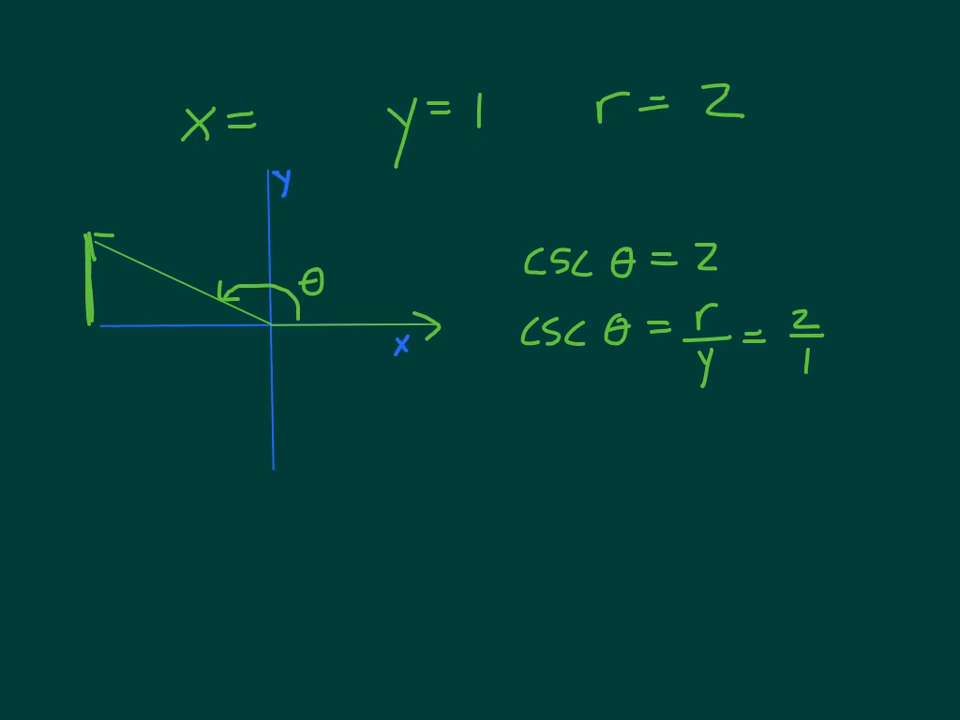 x =    y = 1    r = 2
y
θ
x
csc θ = 2
csc θ = r/y = 2/1